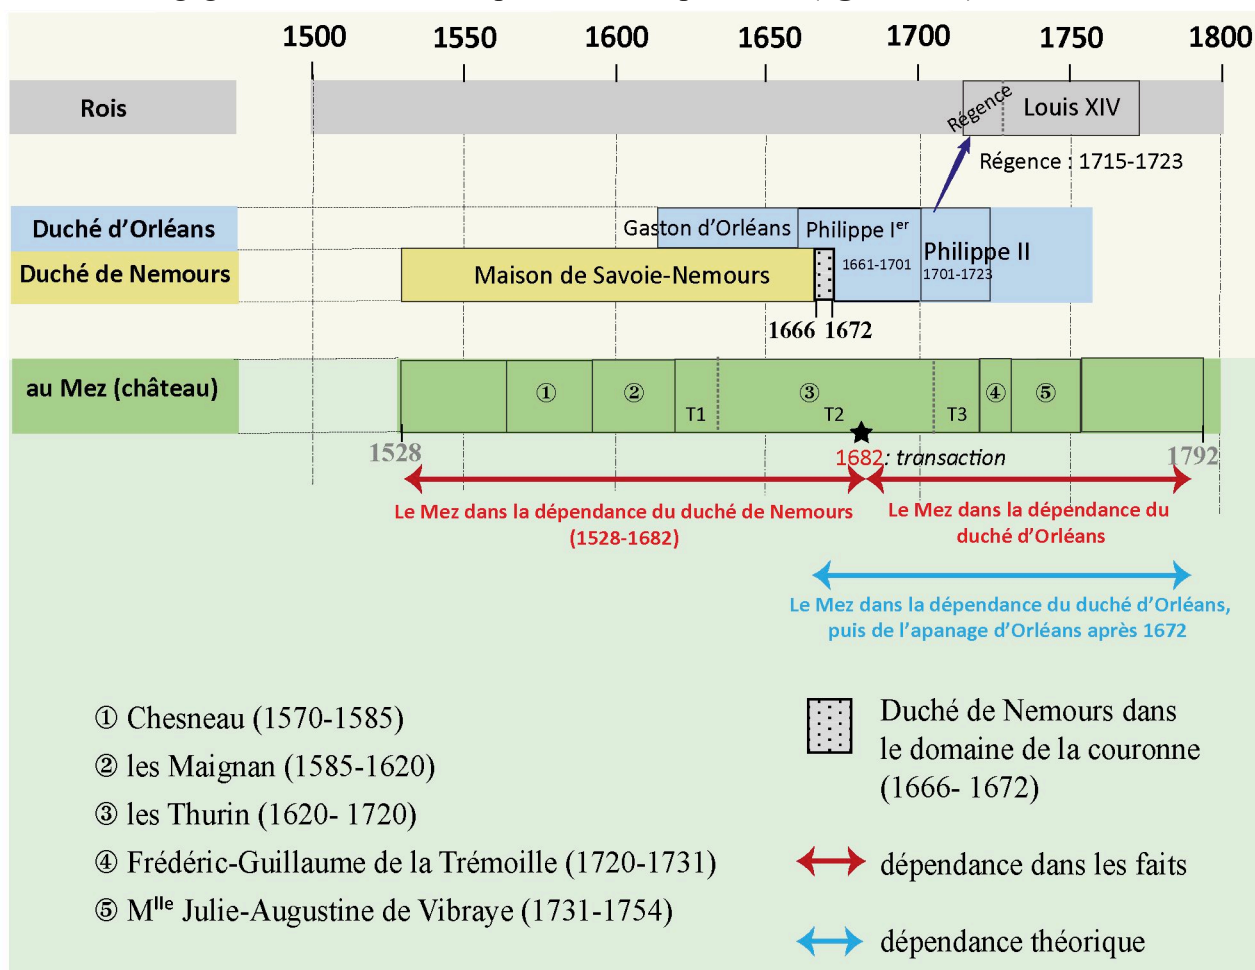 1500 1550 1600 1650 1700 1750 1800
Rois
Régence
Louis XIV
Régence : 1715-1723
Duché d’Orléans
Gaston d’Orléans
Philippe Iᵉʳ
1661-1701
Philippe II
1701-1723
Duché de Nemours
Maison de Savoie-Nemours
1666 1672
au Mez (château)
① ② ③ ④ ⑤
T1 T2 T3
1528
1682: transaction
1792
Le Mez dans la dépendance du duché de Nemours
(1528-1682)
Le Mez dans la dépendance du
duché d’Orléans
Le Mez dans la dépendance du duché d’Orléans,
puis de l’apanage d’Orléans après 1672
① Chesneau (1570-1585)
② les Maignan (1585-1620)
③ les Thurin (1620- 1720)
④ Frédéric-Guillaume de la Trémoille (1720-1731)
⑤ Mˡˡᵉ Julie-Augustine de Vibraye (1731-1754)
Duché de Nemours dans
le domaine de la couronne
(1666- 1672)
dépendance dans les faits
dépendance théorique